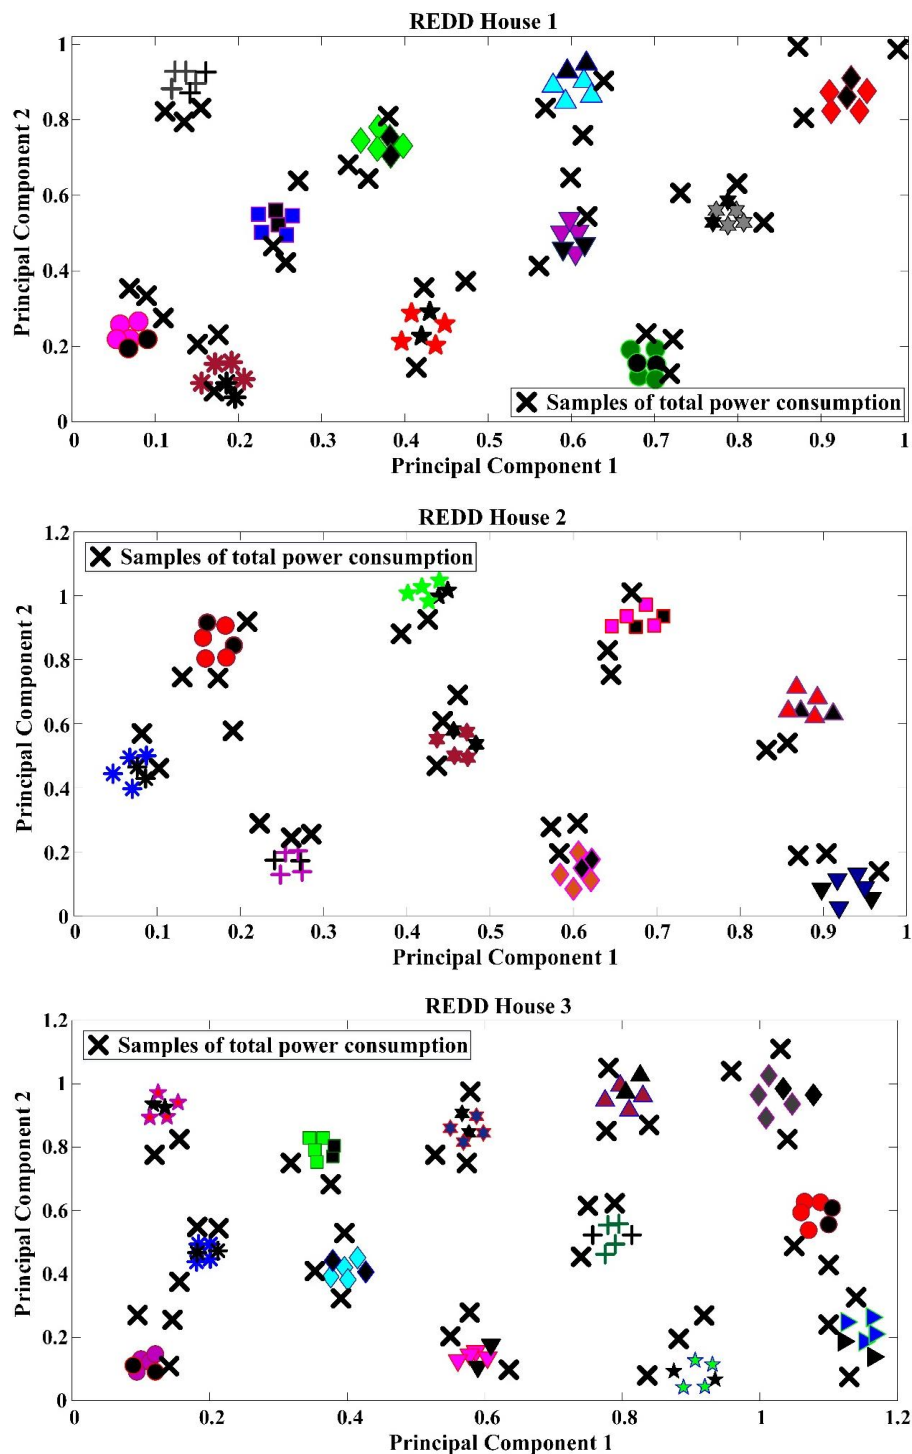 REDD House 1
1
0.8
0.6
0.4
0.2
0
Principal Component 2
Samples of total power consumption
0 0.1 0.2 0.3 0.4 0.5 0.6 0.7 0.8 0.9 1
Principal Component 1
REDD House 2
1.2
1
0.8
0.6
0.4
0.2
0
Principal Component 2
Samples of total power consumption
0 0.1 0.2 0.3 0.4 0.5 0.6 0.7 0.8 0.9 1
Principal Component 1
REDD House 3
1.2
1
0.8
0.6
0.4
0.2
0
Principal Component 2
Samples of total power consumption
0 0.2 0.4 0.6 0.8 1 1.2
Principal Component 1